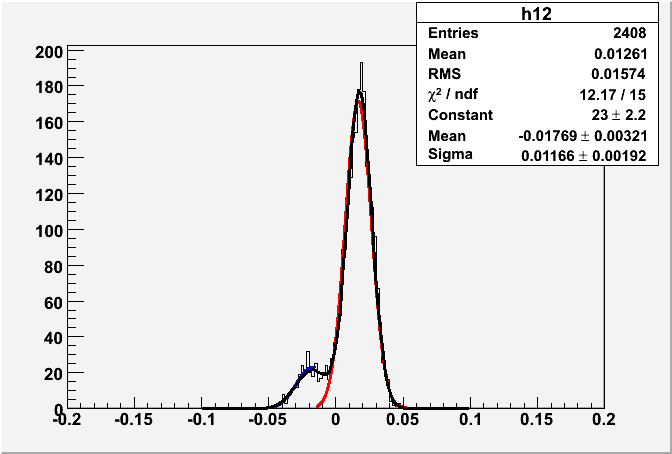 h12
Entries 2408
Mean 0.01261
RMS 0.01574
χ² / ndf 12.17 / 15
Constant 23 ± 2.2
Mean -0.01769 ± 0.00321
Sigma 0.01166 ± 0.00192
200
180
160
140
120
100
80
60
40
20
0
-0.2 -0.15 -0.1 -0.05 0 0.05 0.1 0.15 0.2